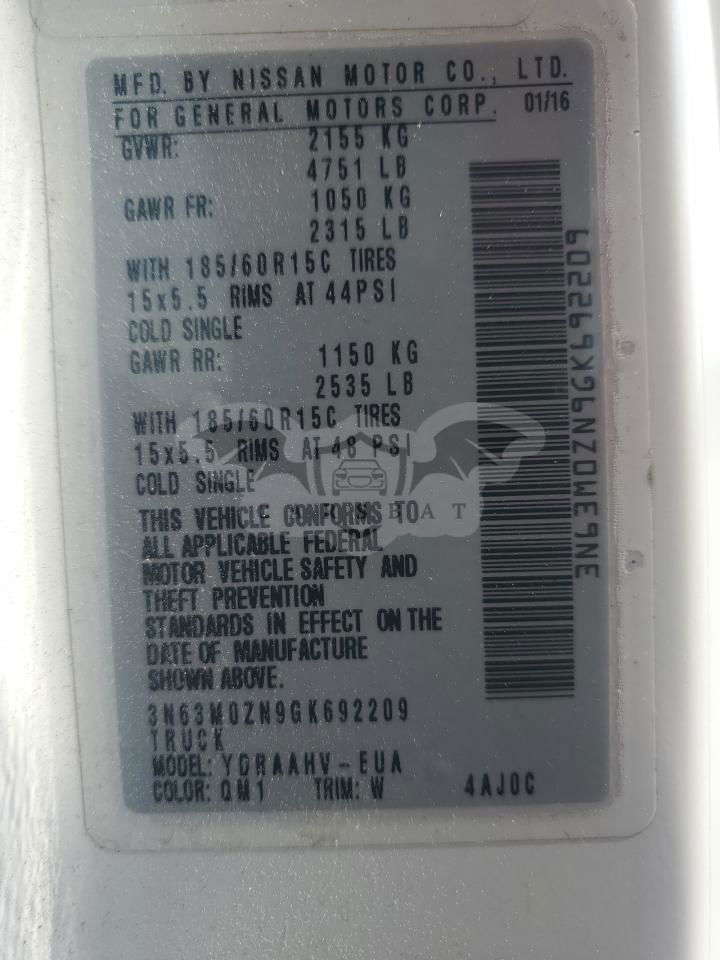 MFD. BY NISSAN MOTOR CO., LTD.
FOR GENERAL MOTORS CORP. 01/16
GVWR: 2155 KG
4751 LB
GAWR FR: 1050 KG
2315 LB
WITH 185/60R15C TIRES
15x5.5 RIMS AT 44PSI
COLD SINGLE
GAWR RR: 1150 KG
2535 LB
WITH 185/60R15C TIRES
15x5.5 RIMS AT 48 PSI
COLD SINGLE
THIS VEHICLE CONFORMS TO
ALL APPLICABLE FEDERAL
MOTOR VEHICLE SAFETY AND
THEFT PREVENTION
STANDARDS IN EFFECT ON THE
DATE OF MANUFACTURE
SHOWN ABOVE.
3N63M0ZN9GK692209
TRUCK
MODEL: YDRAAHV-EUA
COLOR: QM1 TRIM: W 4AJ0C
3N63M0ZN9GK692209